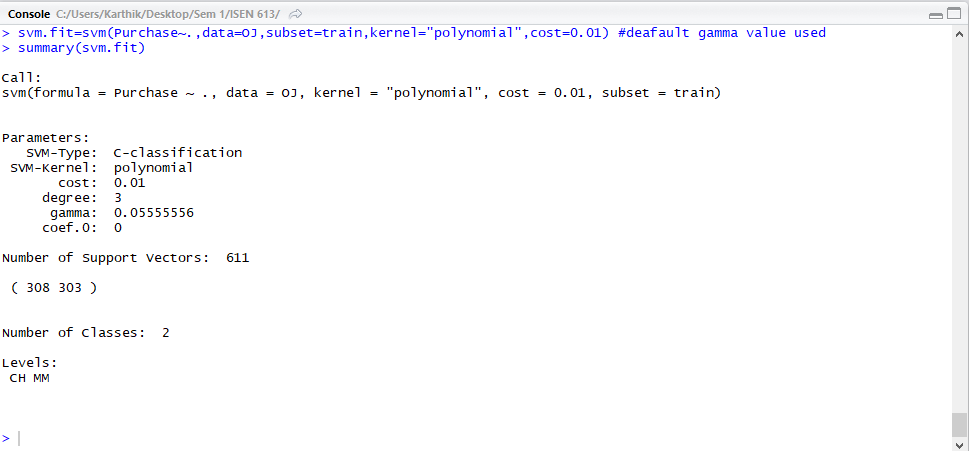 Console C:/Users/Karthik/Desktop/Sem 1/ISEN 613/
> svm.fit=svm(Purchase~.,data=OJ,subset=train,kernel="polynomial",cost=0.01) #deafault gamma value used
> summary(svm.fit)
Call:
svm(formula = Purchase ~ ., data = OJ, kernel = "polynomial", cost = 0.01, subset = train)
Parameters:
SVM-Type: C-classification
SVM-Kernel: polynomial
cost: 0.01
degree: 3
gamma: 0.05555556
coef.0: 0
Number of Support Vectors: 611
( 308 303 )
Number of Classes: 2
Levels:
CH MM
>